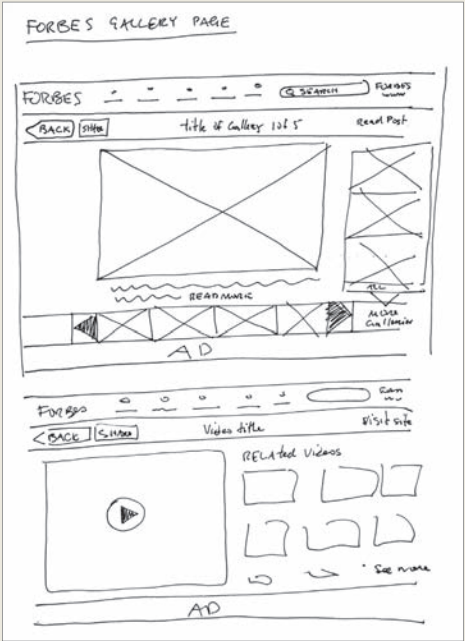 FORBES GALLERY PAGE
FORBES SEARCH FORBES
BACK SHARE title of Gallery 1 of 5 Read Post
READ MORE
ALL
MORE
Galleries
AD
FORBES
BACK SHARE Video title Visit site
RELATED Videos
See more
AD